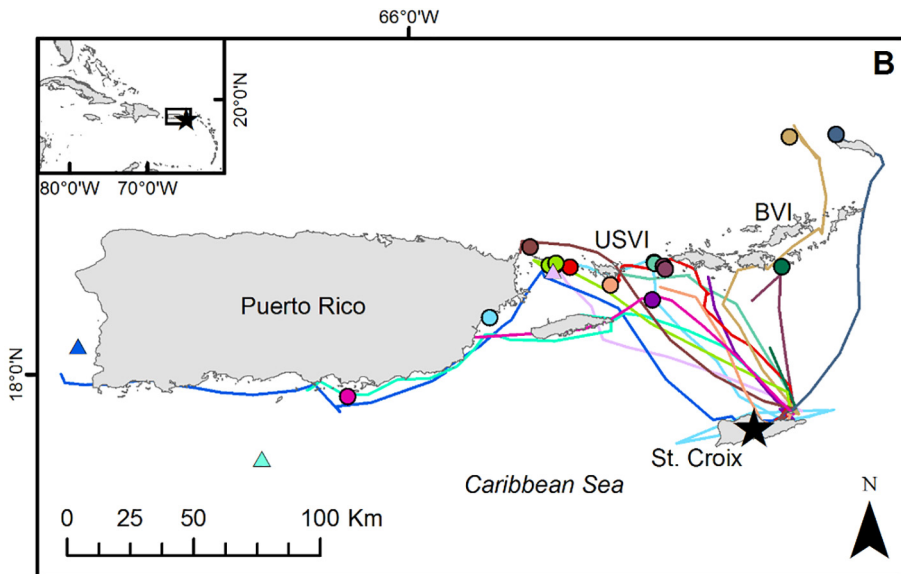 66°0'W
B
20°0'N
80°0'W
70°0'W
BVI
USVI
Puerto Rico
18°0'N
St. Croix
Caribbean Sea
N
0 25 50 100 Km